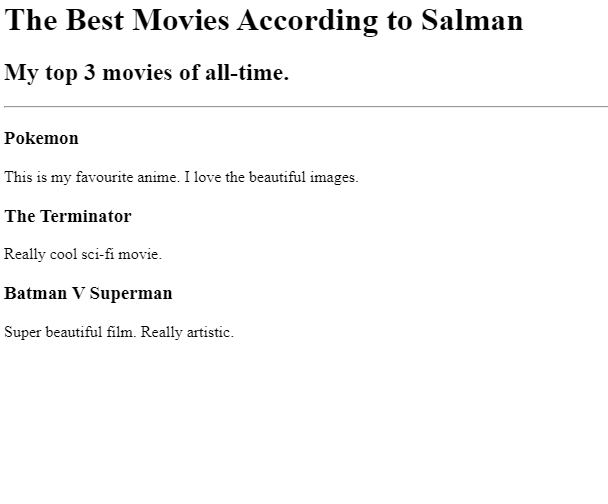 The Best Movies According to Salman
My top 3 movies of all-time.
Pokemon
This is my favourite anime. I love the beautiful images.
The Terminator
Really cool sci-fi movie.
Batman V Superman
Super beautiful film. Really artistic.